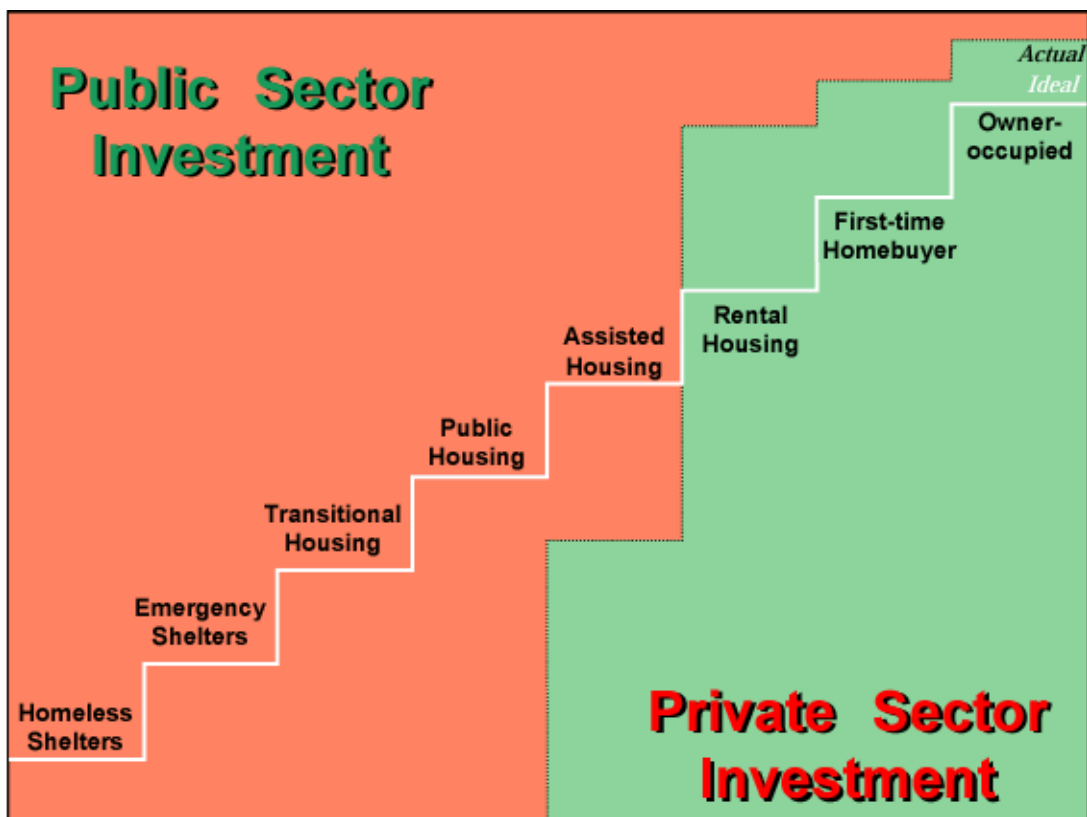 Public Sector
Investment
Actual
Ideal
Owner-
occupied
First-time
Homebuyer
Rental
Housing
Assisted
Housing
Public
Housing
Transitional
Housing
Emergency
Shelters
Homeless
Shelters
Private Sector
Investment